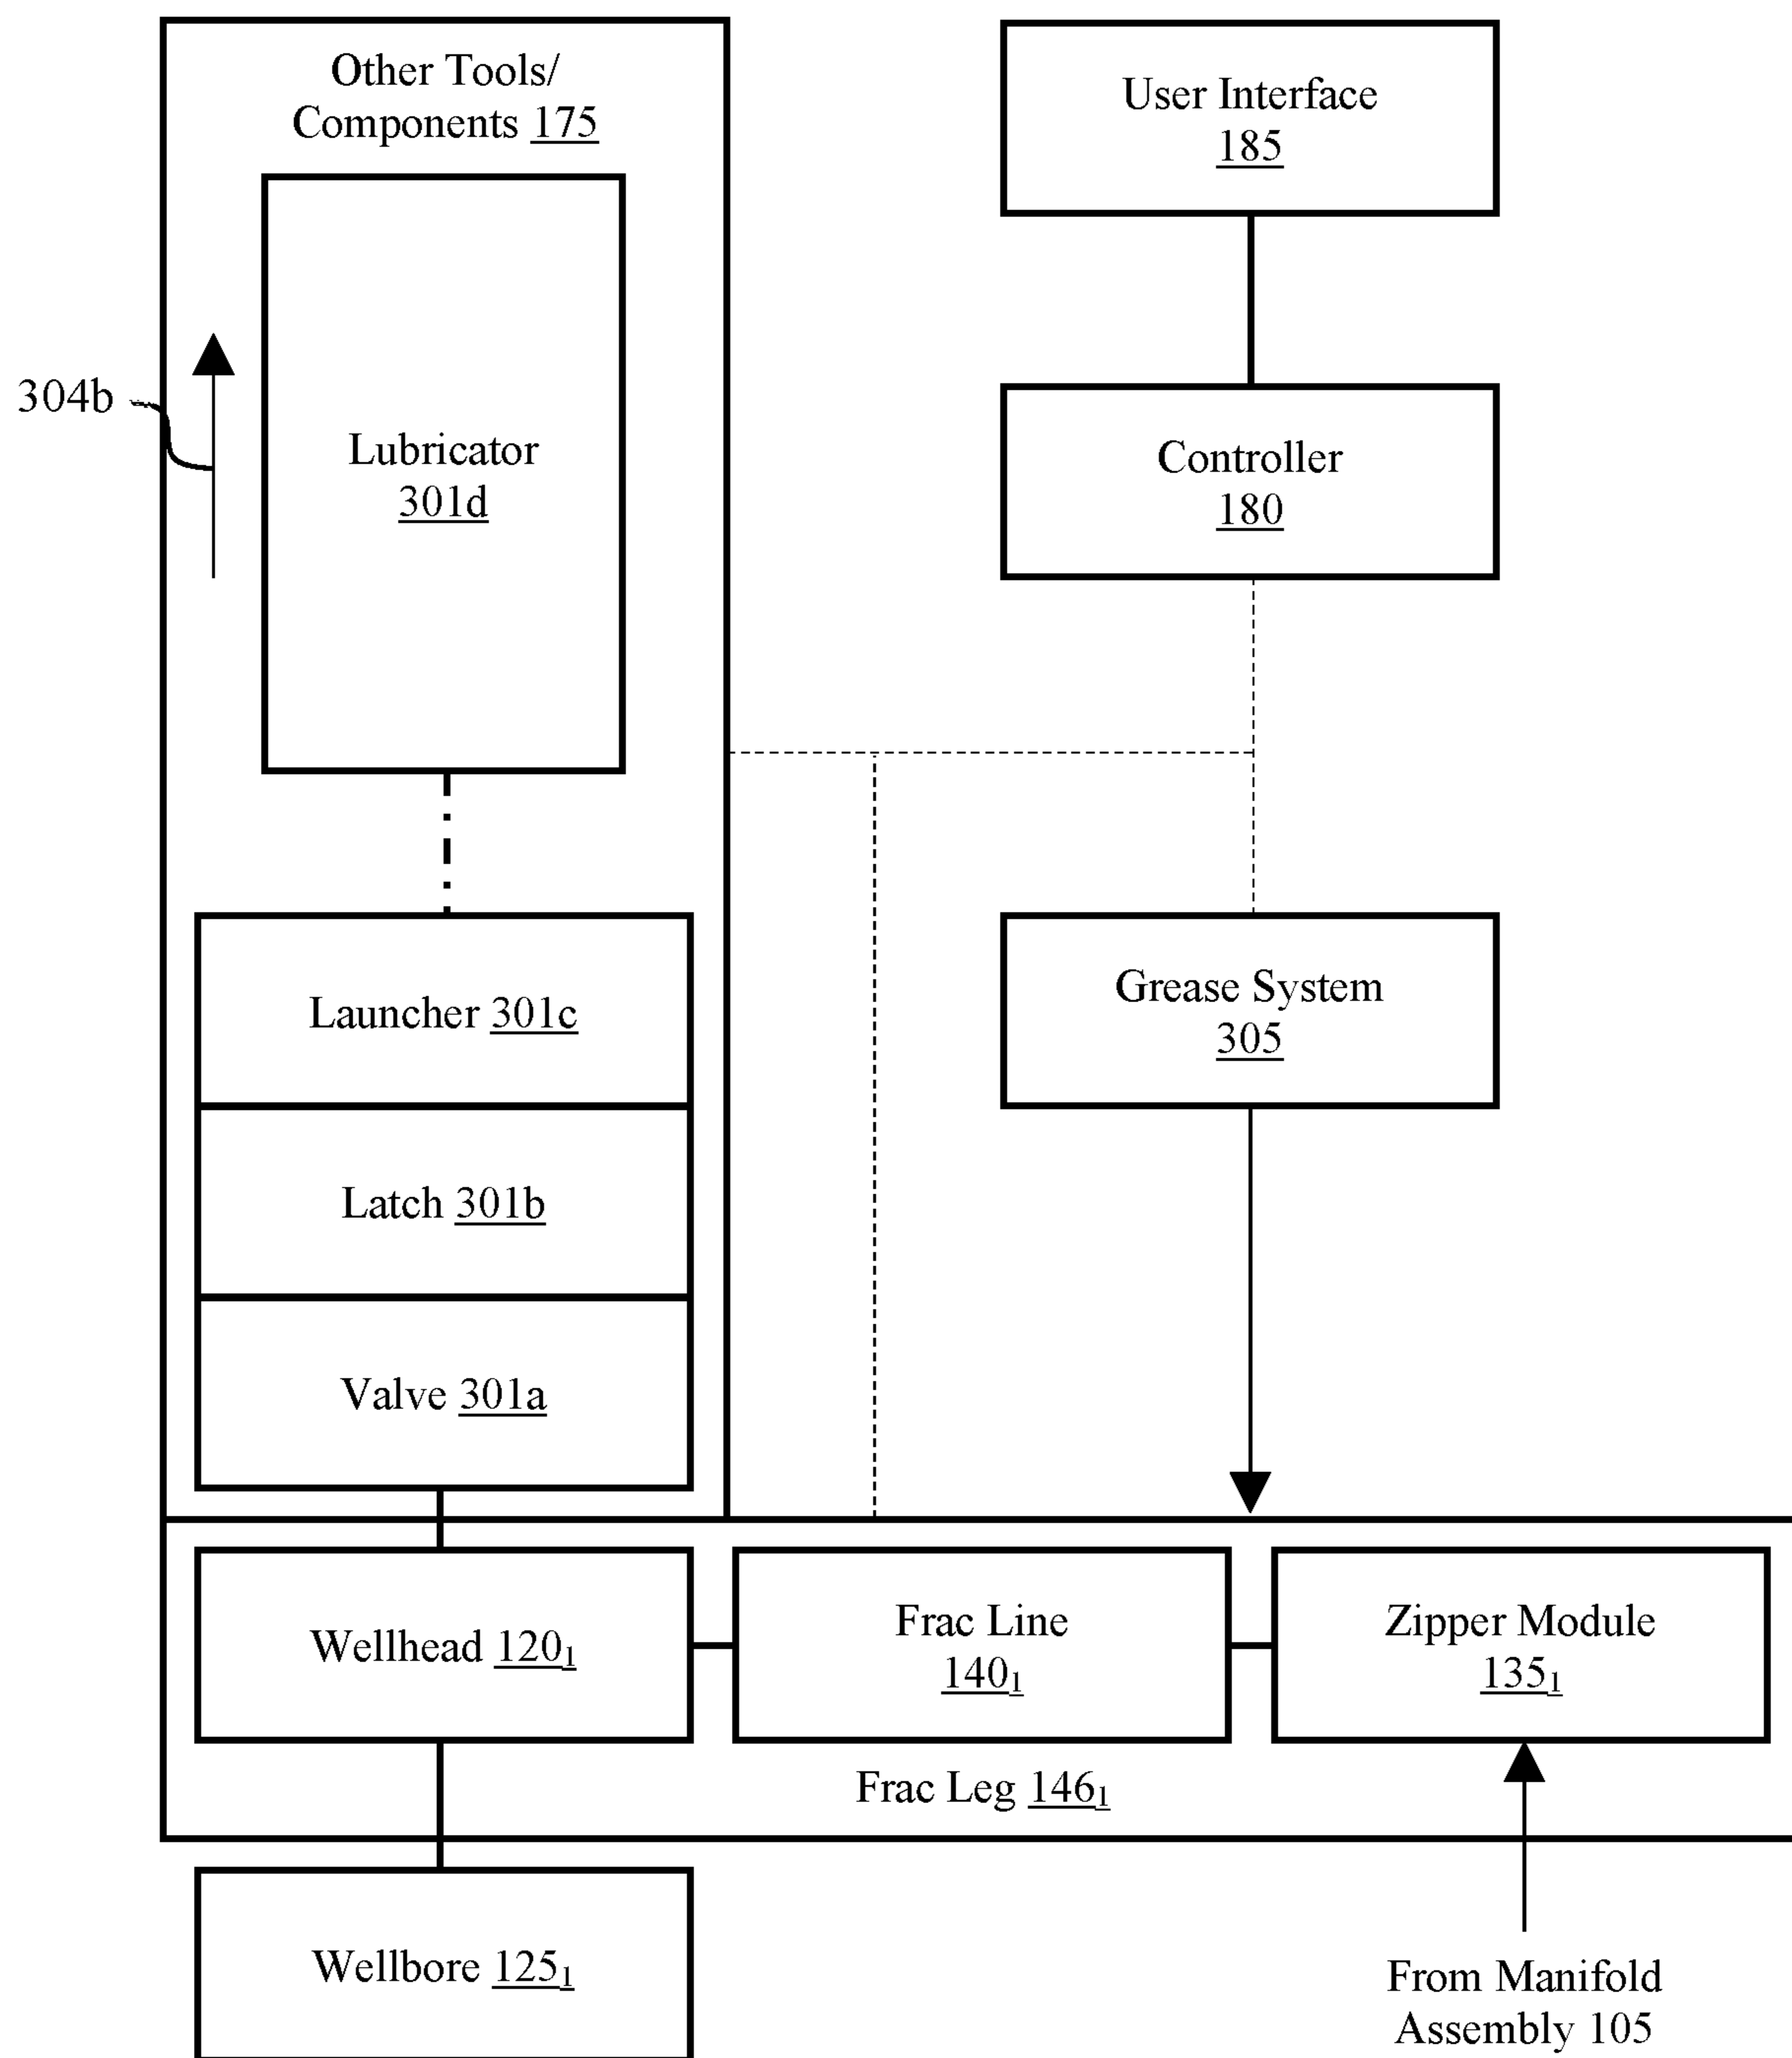 Other Tools/
Components 175
User Interface
185
304b
Lubricator
301d
Controller
180
Launcher 301c
Grease System
305
Latch 301b
Valve 301a
Wellhead 120₁
Frac Line
140₁
Zipper Module
135₁
Frac Leg 146₁
Wellbore 125₁
From Manifold
Assembly 105